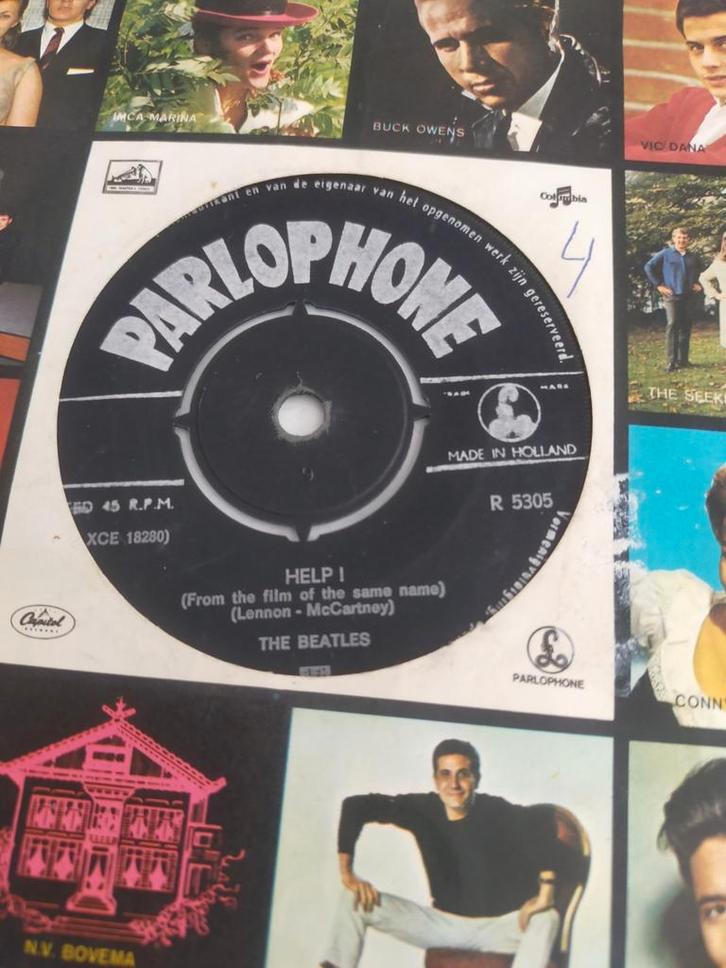 IMCA MARINA
BUCK OWENS
VIC DANA
Columbia
4
en van de eigenaar van het opgenomen werk zijn gereserveerd.
PARLOPHONE
MADE IN HOLLAND
45 R.P.M.
R 5305
XCE 18280)
HELP !
(From the film of the same name)
(Lennon - McCartney)
THE BEATLES
THE SEEK
Capitol
PARLOPHONE
CONN
N.V. BOVEMA
9